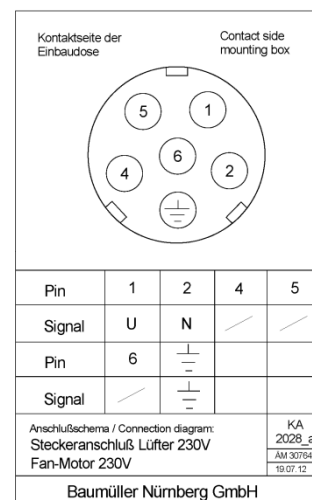 Kontaktseite der
Einbaudose
Contact side
mounting box
5 1
6
4 2
Pin 1 2 4 5
Signal U N
Pin 6
Signal
Anschlußschema / Connection diagram:
Steckeranschluß Lüfter 230V
Fan-Motor 230V
KA
2028_a
ÄM 30764
19.07.12
Baumüller Nürnberg GmbH